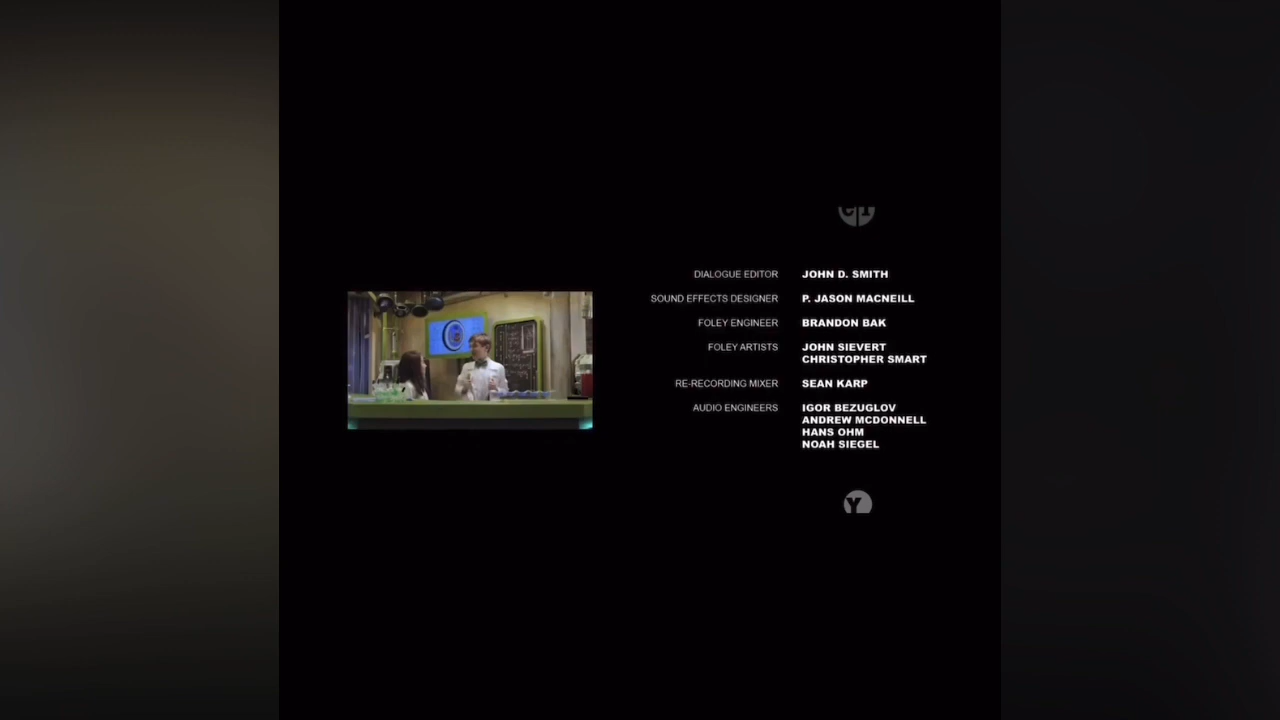 DIALOGUE EDITOR JOHN D. SMITH
SOUND EFFECTS DESIGNER P. JASON MACNEILL
FOLEY ENGINEER BRANDON BAK
FOLEY ARTISTS JOHN SIEVERT
CHRISTOPHER SMART
RE-RECORDING MIXER SEAN KARP
AUDIO ENGINEERS IGOR BEZUGLOV
ANDREW MCDONNELL
HANS OHM
NOAH SIEGEL
Y